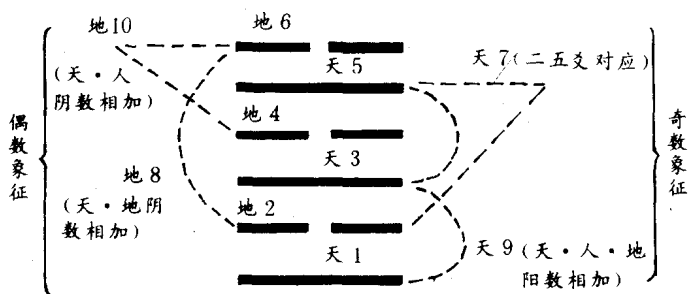 地10
地6
天5
天7(二五爻对应)
(天·人
阴数相加)
偶数象征
地4
奇数象征
天3
地8
(天·地阴
数相加)
地2
天1
天9(天·人·地
阳数相加)